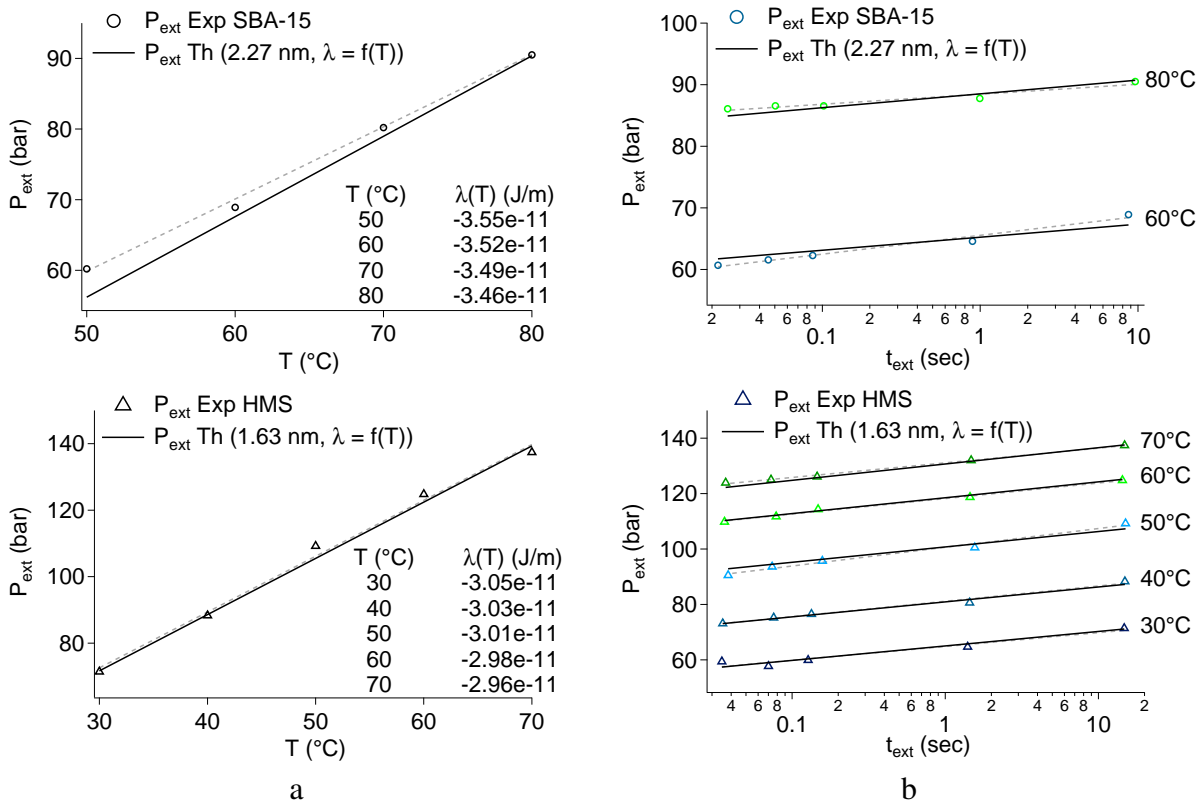 P_ext Exp SBA-15
P_ext Th (2.27 nm, λ = f(T))
90
80
70
60
P_ext (bar)
T (°C) λ(T) (J/m)
50 -3.55e-11
60 -3.52e-11
70 -3.49e-11
80 -3.46e-11
50 60 70 80
T (°C)
P_ext Exp SBA-15
P_ext Th (2.27 nm, λ = f(T))
100
90
80
70
60
P_ext (bar)
80°C
60°C
2 4 6 8 2 4 6 8 2 4 6 8
0.1 1 10
t_ext (sec)
P_ext Exp HMS
P_ext Th (1.63 nm, λ = f(T))
140
120
100
80
P_ext (bar)
T (°C) λ(T) (J/m)
30 -3.05e-11
40 -3.03e-11
50 -3.01e-11
60 -2.98e-11
70 -2.96e-11
30 40 50 60 70
T (°C)
a
P_ext Exp HMS
P_ext Th (1.63 nm, λ = f(T))
140
120
100
80
60
P_ext (bar)
70°C
60°C
50°C
40°C
30°C
4 6 8 2 4 6 8 2 4 6 8 2
0.1 1 10
t_ext (sec)
b